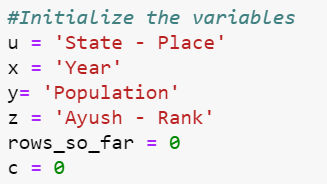 #Initialize the variables
u = 'State - Place'
x = 'Year'
y= 'Population'
z = 'Ayush - Rank'
rows_so_far = 0
c = 0